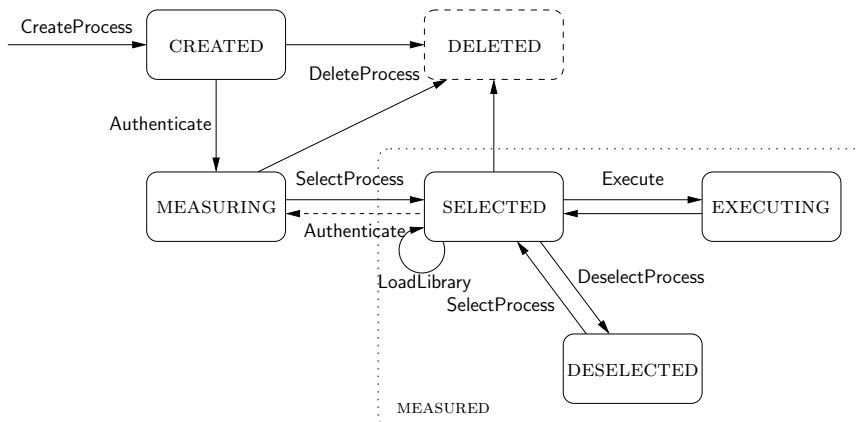 CreateProcess
CREATED
DELETED
DeleteProcess
Authenticate
MEASURING
SelectProcess
SELECTED
Execute
EXECUTING
Authenticate
LoadLibrary
DeselectProcess
SelectProcess
DESELECTED
MEASURED